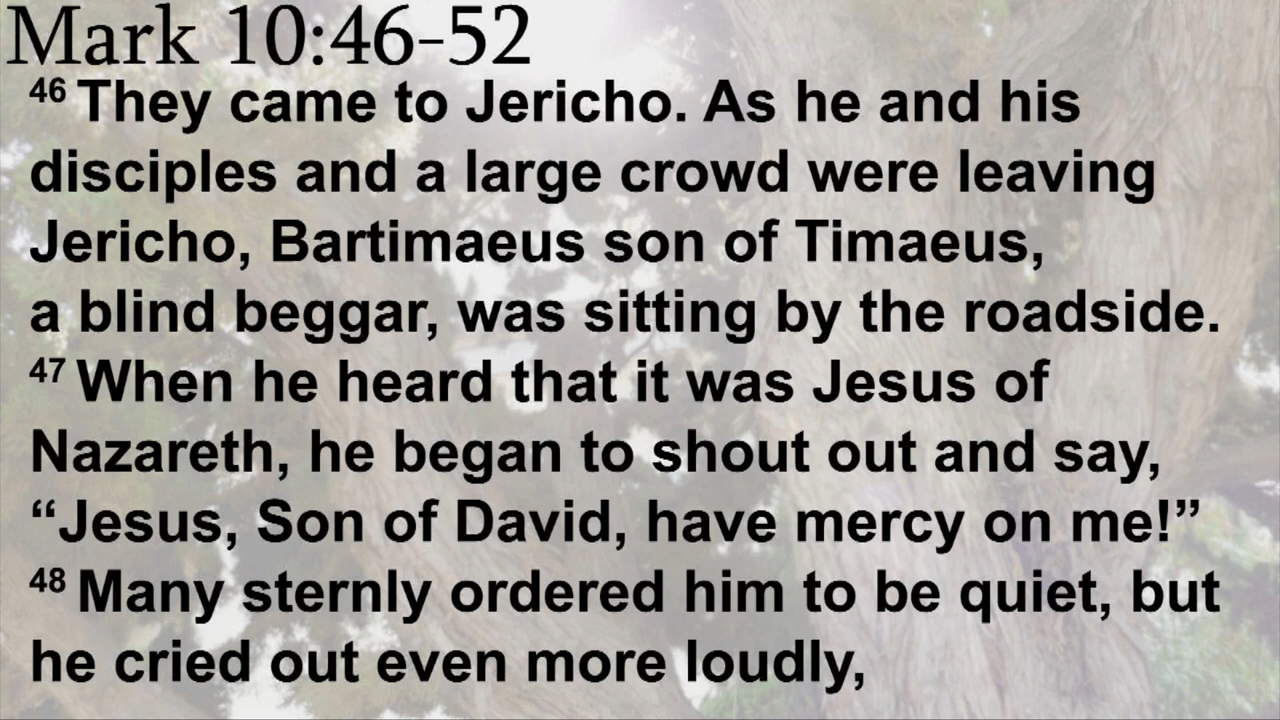 Mark 10:46-52
46 They came to Jericho. As he and his
disciples and a large crowd were leaving
Jericho, Bartimaeus son of Timaeus,
a blind beggar, was sitting by the roadside.
47 When he heard that it was Jesus of
Nazareth, he began to shout out and say,
“Jesus, Son of David, have mercy on me!”
48 Many sternly ordered him to be quiet, but
he cried out even more loudly,